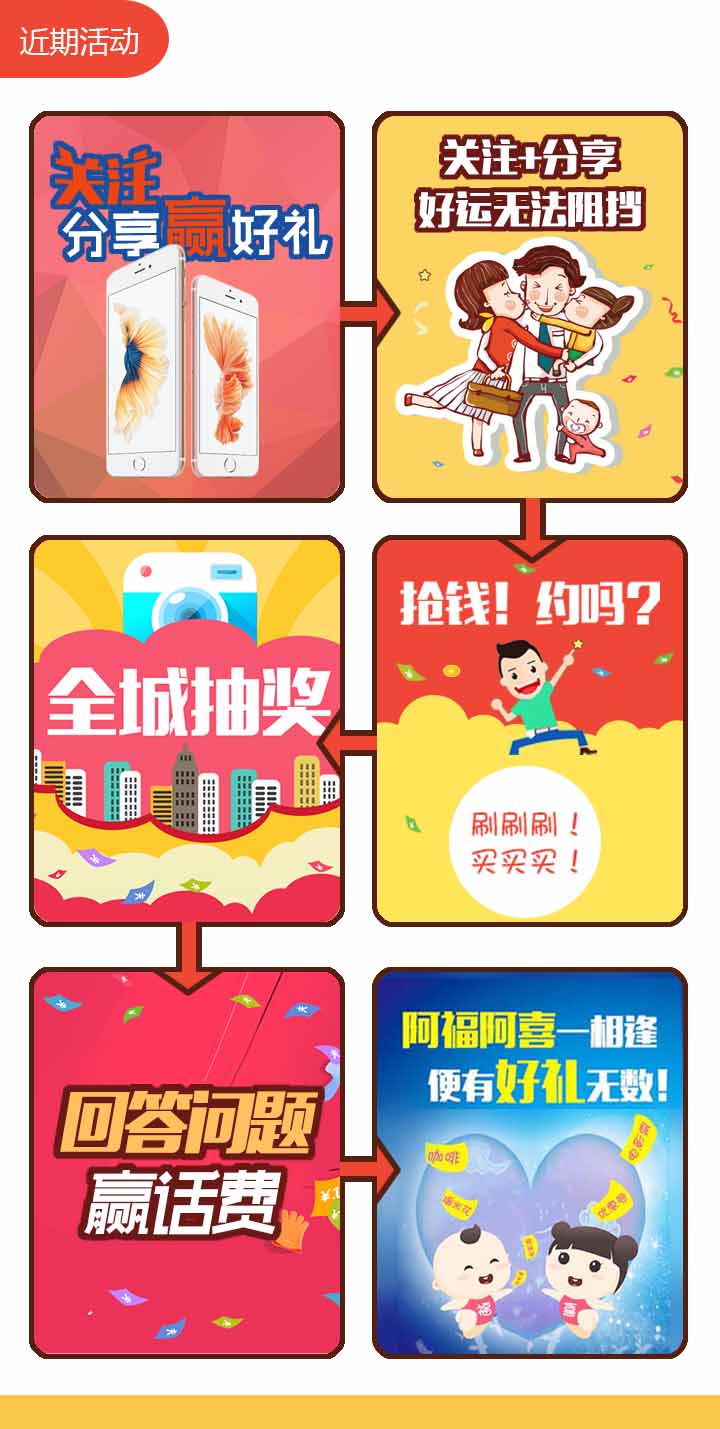 近期活动
关注
分享赢好礼
关注+分享
好运无法阻挡
抢钱！约吗？
刷刷刷！
买买买！
全城抽奖
回答问题
赢话费
阿福阿喜一相逢
便有好礼无数！
咖啡
福
喜